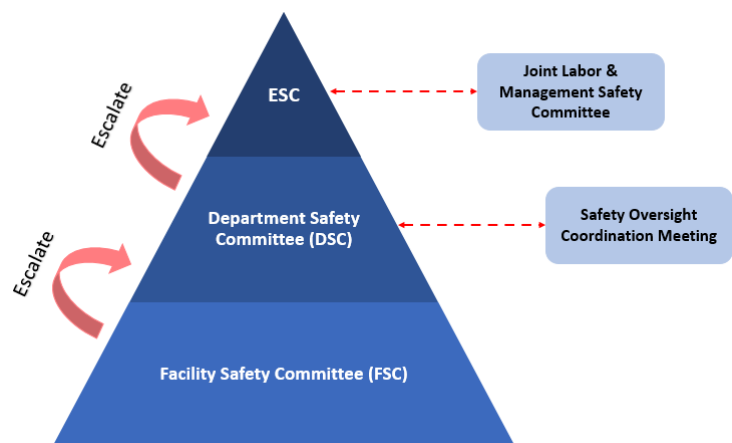 ESC
Joint Labor &
Management Safety
Committee
Escalate
Department Safety
Committee (DSC)
Safety Oversight
Coordination Meeting
Escalate
Facility Safety Committee (FSC)